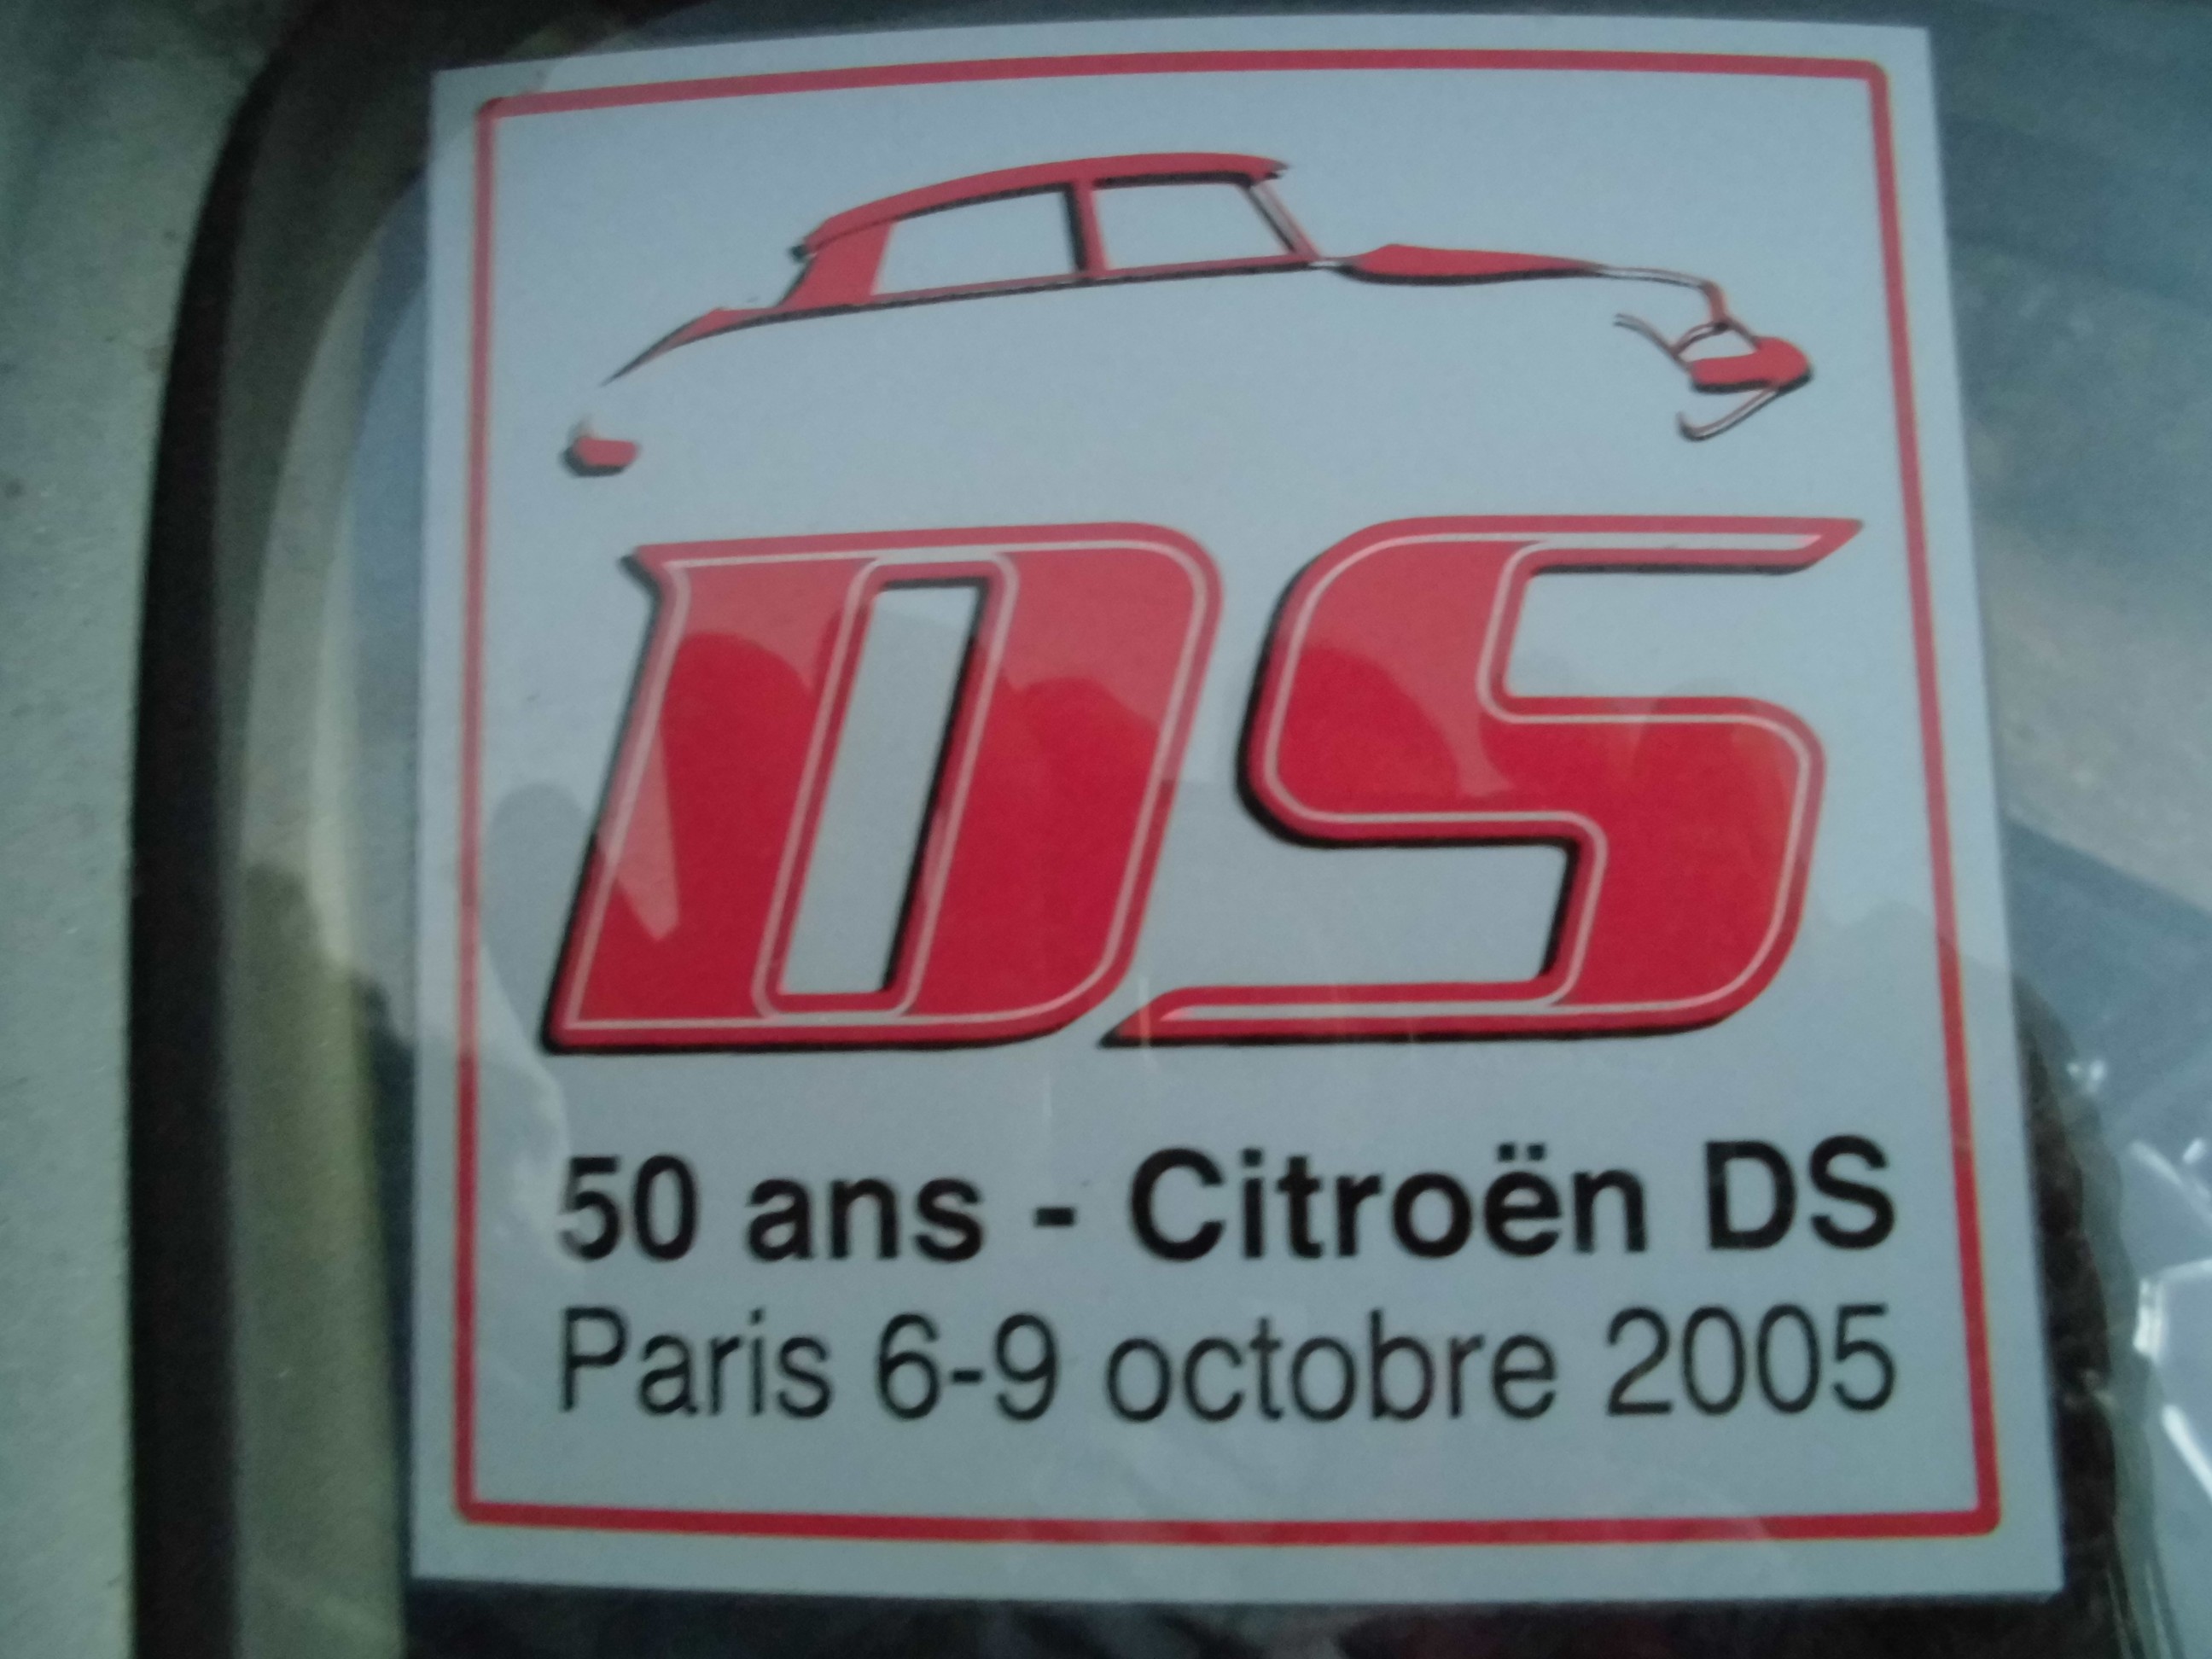 DS
50 ans - Citroën DS
Paris 6-9 octobre 2005